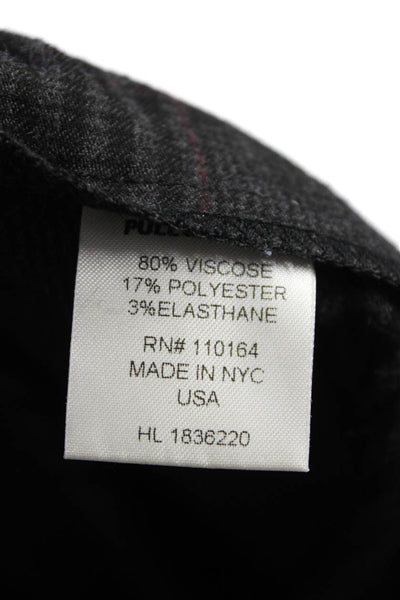 80% VISCOSE
17% POLYESTER
3%ELASTHANE
RN# 110164
MADE IN NYC
USA
HL 1836220